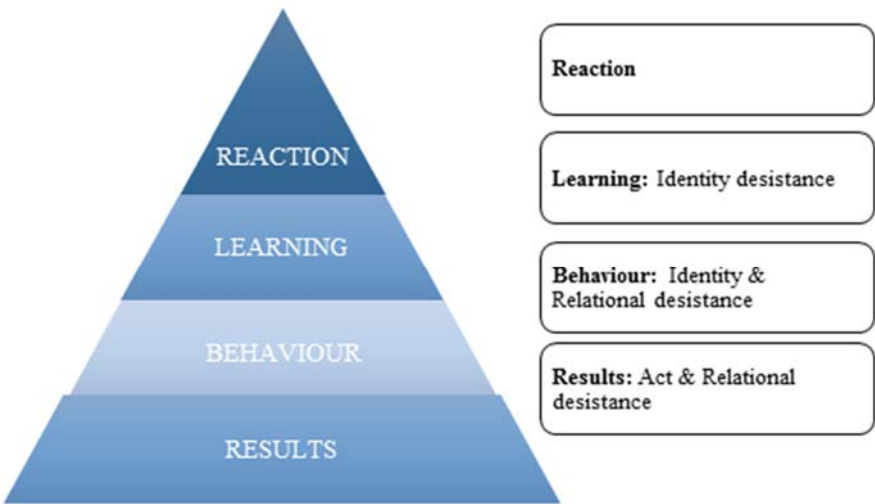 REACTION
LEARNING
BEHAVIOUR
RESULTS
Reaction
Learning: Identity desistance
Behaviour: Identity &
Relational desistance
Results: Act & Relational
desistance